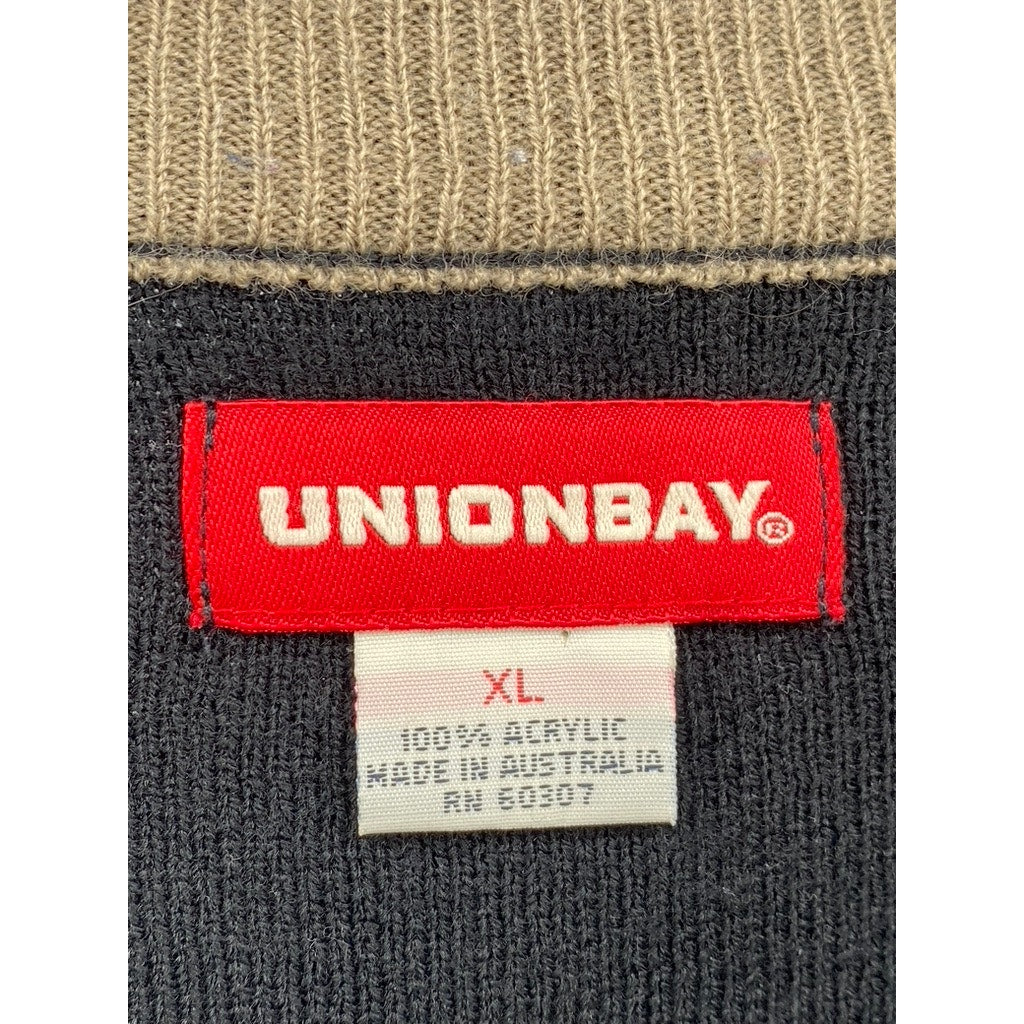 UNIONBAY®
XL
100% ACRYLIC
MADE IN AUSTRALIA
RN 60307